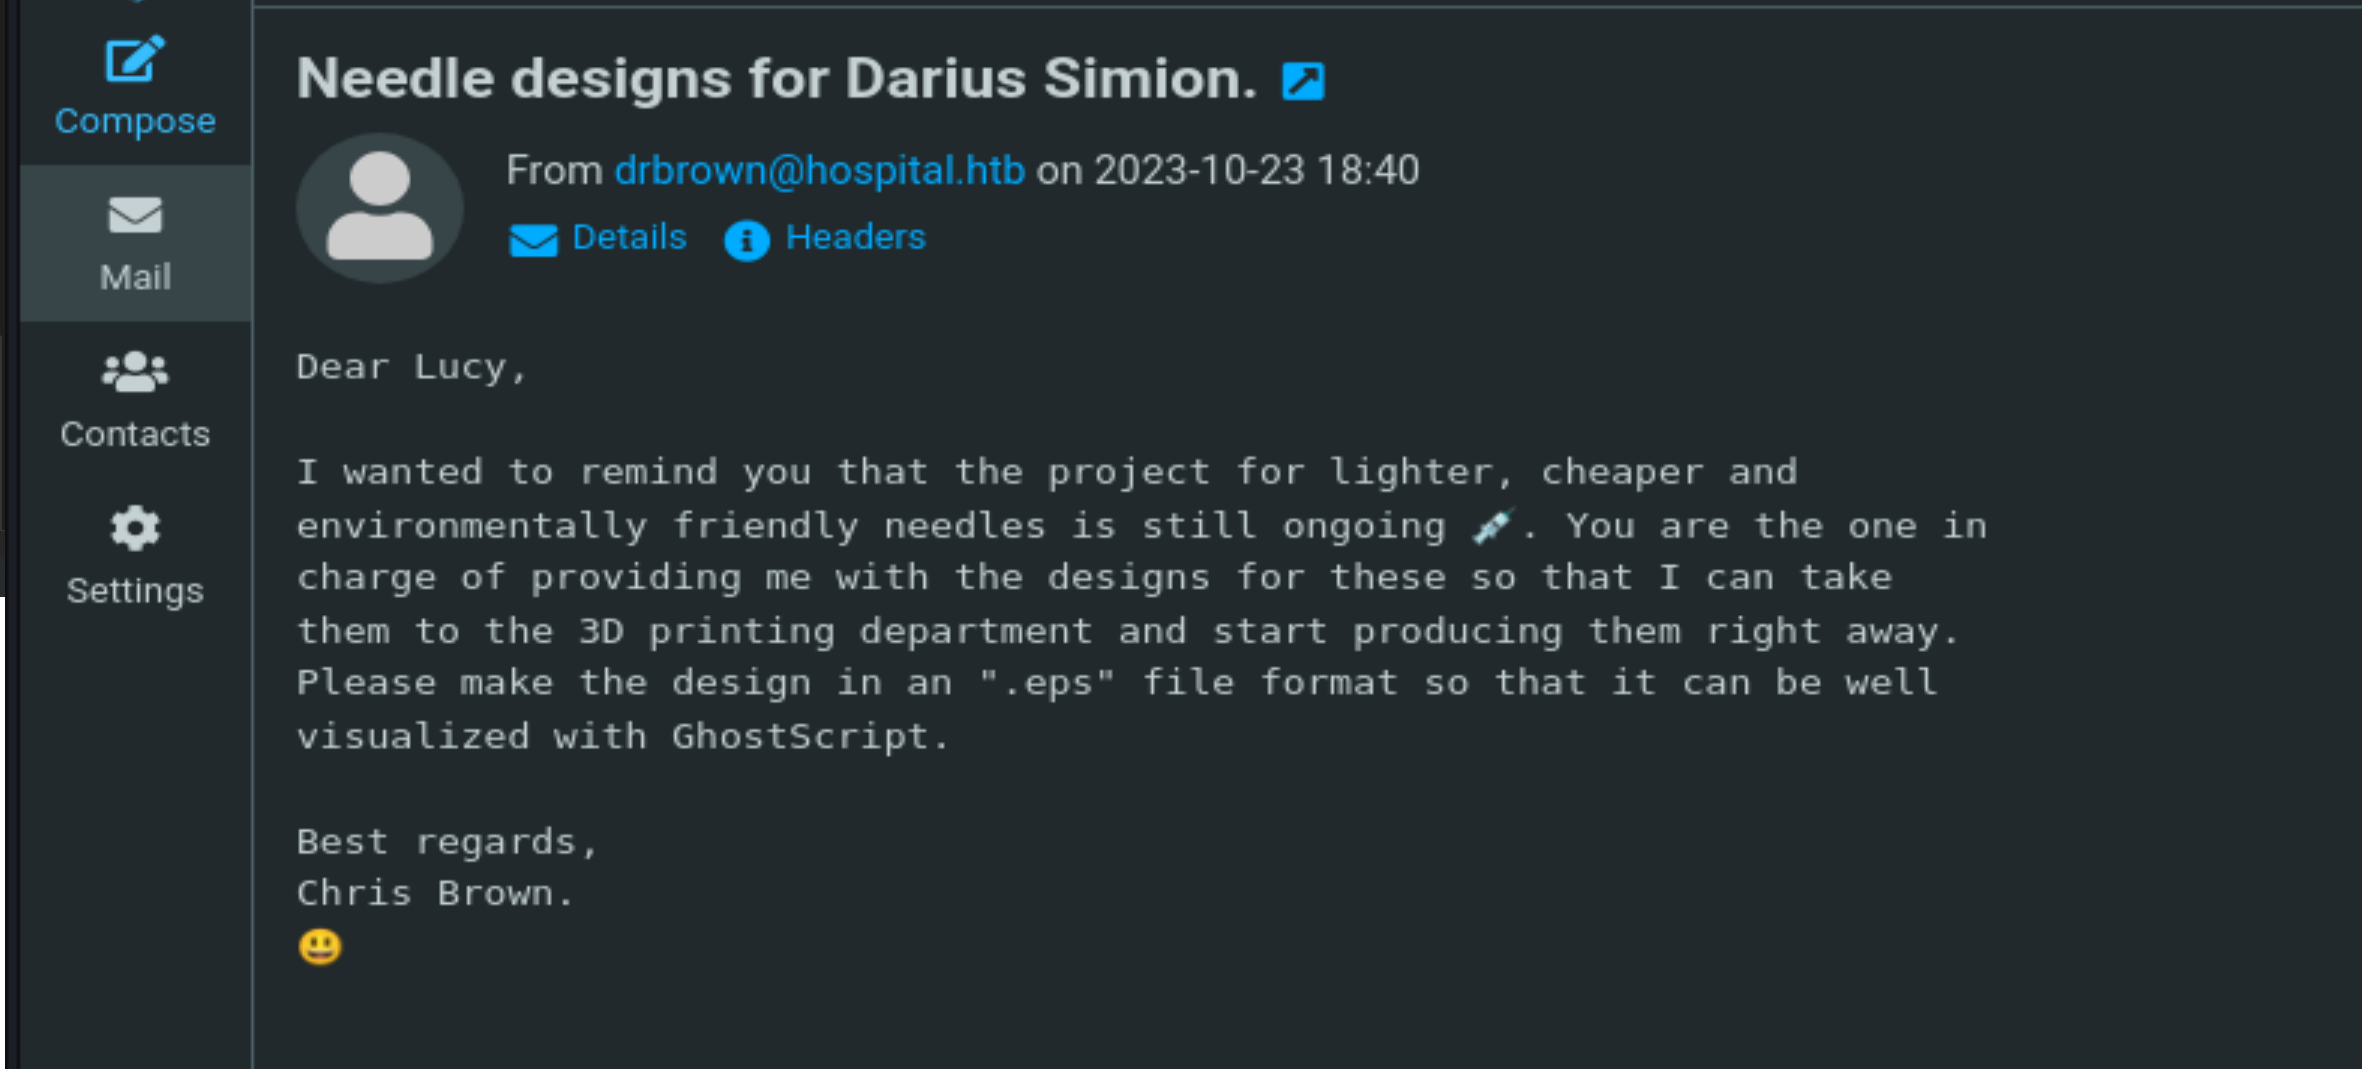 Compose
Mail
Contacts
Settings
Needle designs for Darius Simion.
From drbrown@hospital.htb on 2023-10-23 18:40
Details Headers
Dear Lucy,
I wanted to remind you that the project for lighter, cheaper and
environmentally friendly needles is still ongoing 💉. You are the one in
charge of providing me with the designs for these so that I can take
them to the 3D printing department and start producing them right away.
Please make the design in an ".eps" file format so that it can be well
visualized with GhostScript.
Best regards,
Chris Brown.
😃